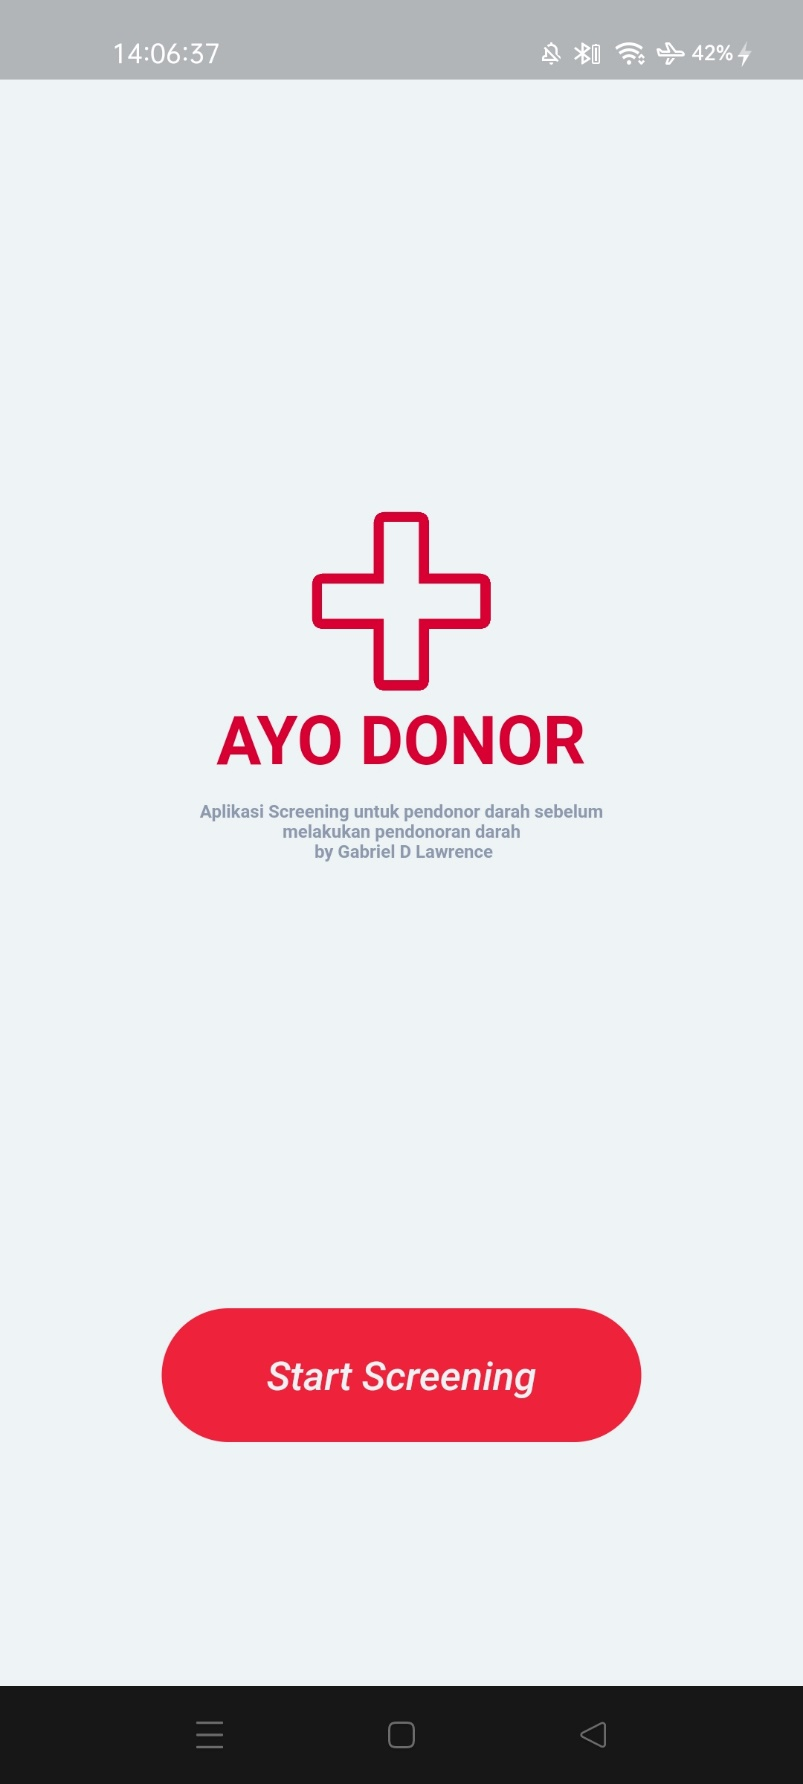 14:06:37
42%
AYO DONOR
Aplikasi Screening untuk pendonor darah sebelum
melakukan pendonoran darah
by Gabriel D Lawrence
Start Screening